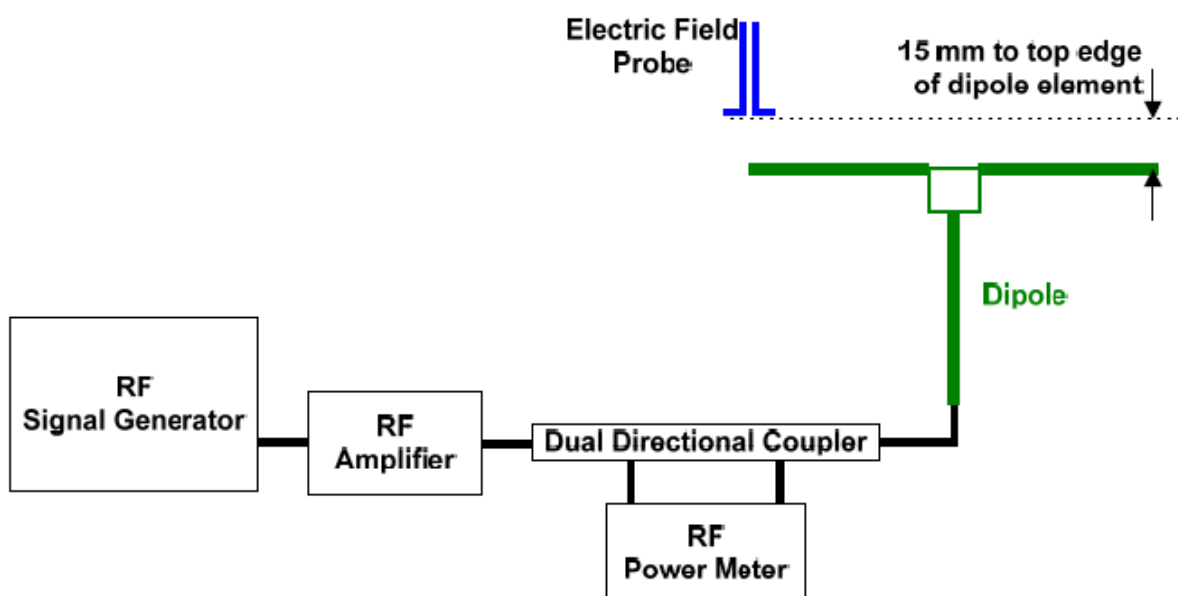 Electric Field
Probe
15 mm to top edge
of dipole element
Dipole
RF
Signal Generator
RF
Amplifier
Dual Directional Coupler
RF
Power Meter